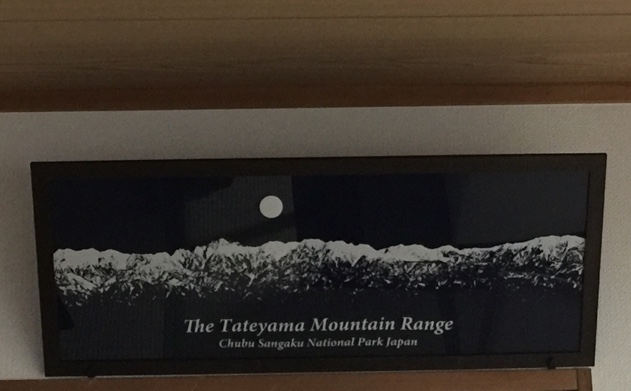 The Tateyama Mountain Range
Chubu Sangaku National Park Japan